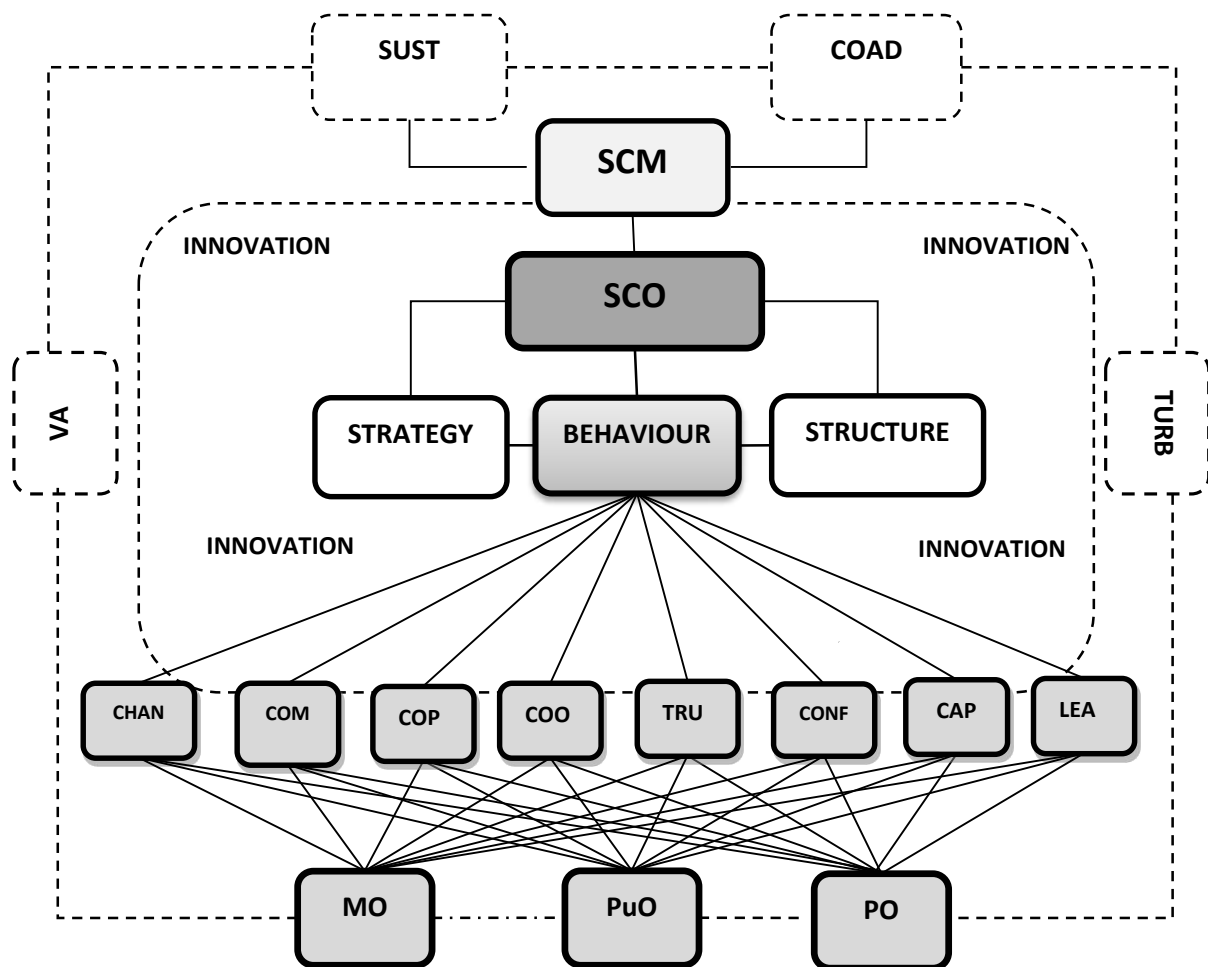 SUST
COAD
SCM
INNOVATION
INNOVATION
SCO
VA
STRATEGY
BEHAVIOUR
STRUCTURE
TURB
INNOVATION
INNOVATION
CHAN
COM
COP
COO
TRU
CONF
CAP
LEA
MO
PuO
PO